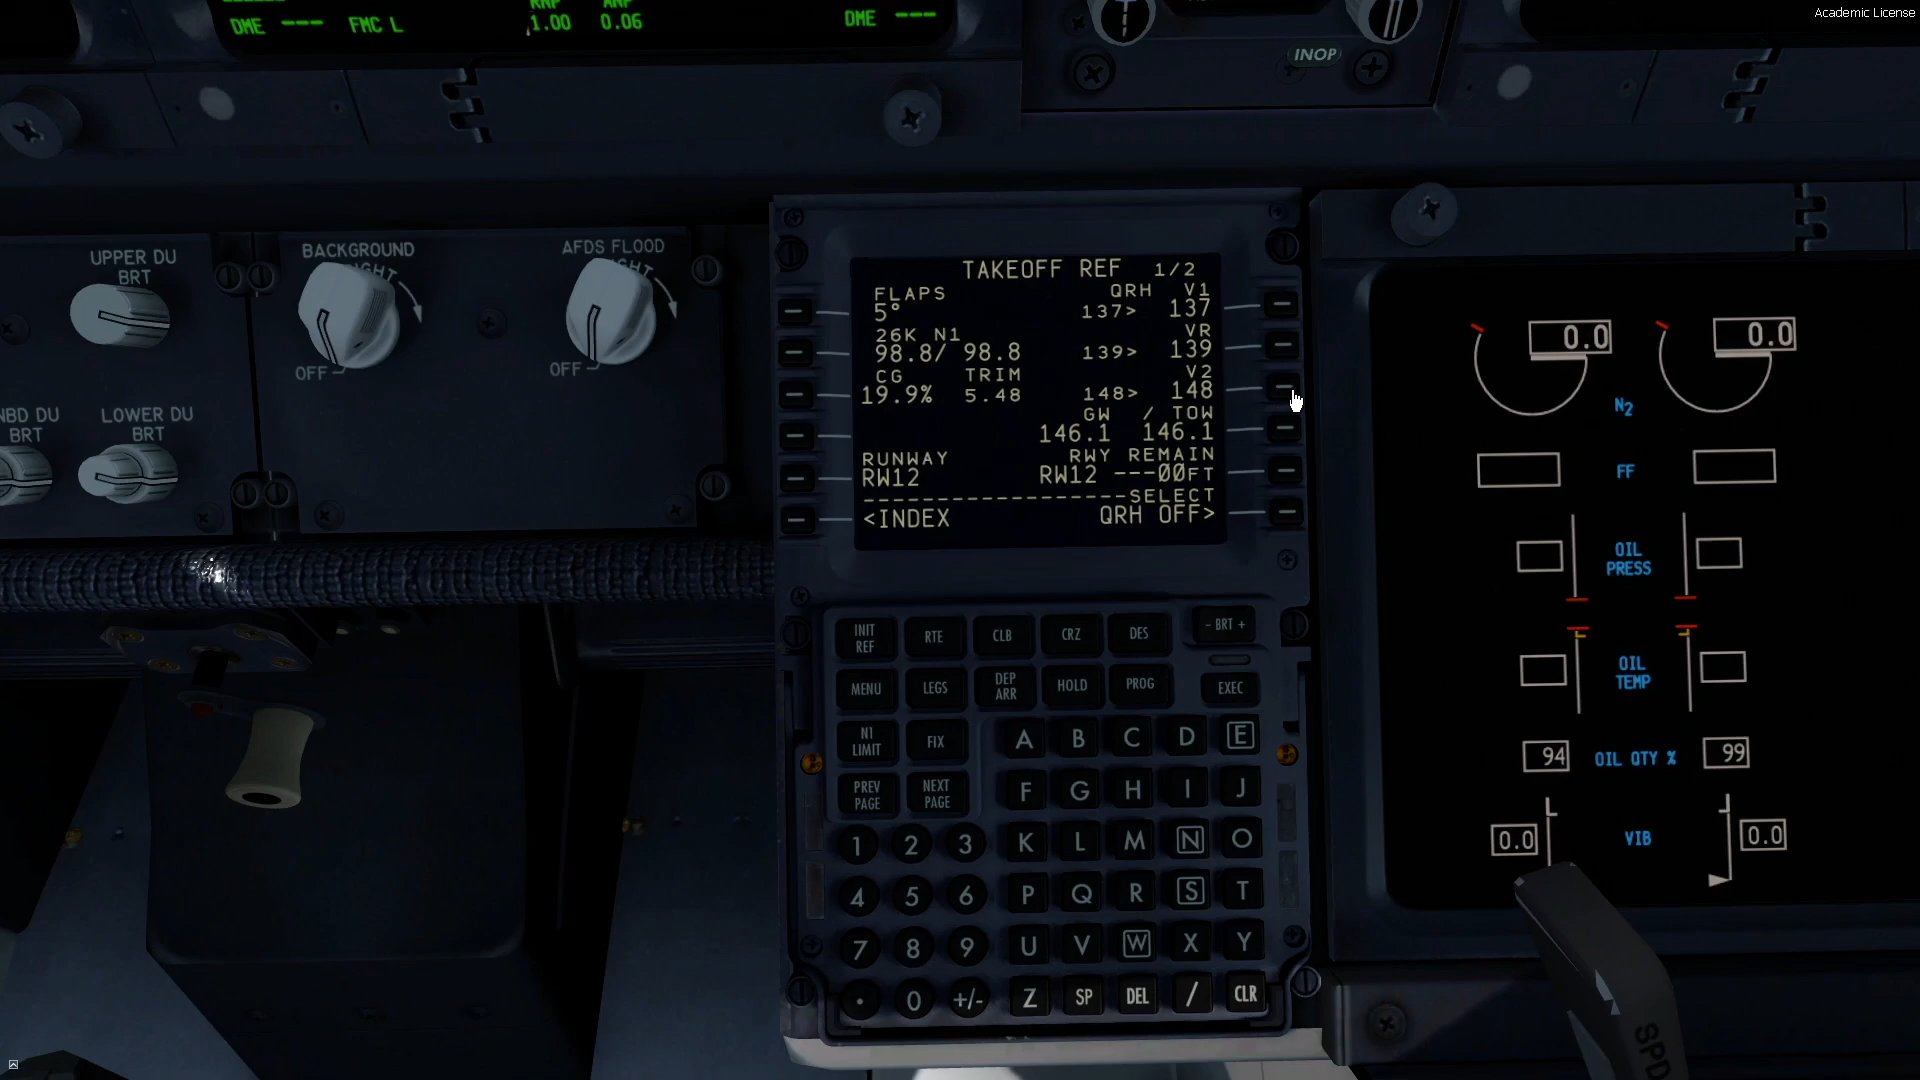 Academic License
RNP ANP
DME --- FMC L 1.00 0.06 DME ---
INOP
UPPER DU
BRT
BACKGROUND
AFDS FLOOD
OFF
OFF
LOWER DU
BRT
BRT
TAKEOFF REF 1/2
FLAPS QRH V1
5° 137> 137
26K N1 VR
98.8/ 98.8 139> 139
CG TRIM V2
19.9% 5.48 148> 148
GW / TOW
146.1 146.1
RUNWAY RWY REMAIN
RW12 RW12 ---00FT
------------------SELECT
<INDEX QRH OFF>
INIT
REF
RTE
CLB
CRZ
DES
- BRT +
MENU
LEGS
DEP
ARR
HOLD
PROG
EXEC
N1
LIMIT
FIX
A B C D E
PREV
PAGE
NEXT
PAGE
F G H I J
1 2 3 K L M N O
4 5 6 P Q R S T
7 8 9 U V W X Y
. 0 +/- Z SP DEL / CLR
0.0 0.0
N2
FF
OIL
PRESS
OIL
TEMP
94 OIL QTY % 99
0.0 VIB 0.0
SPD